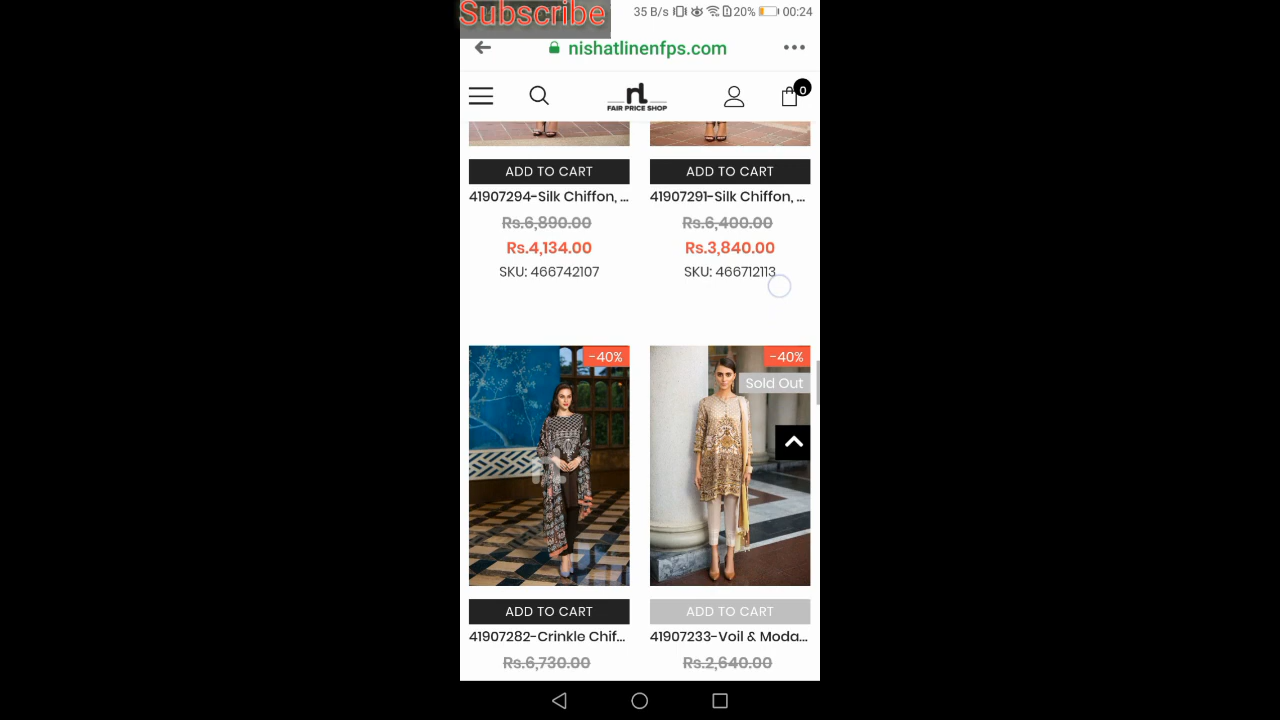 Subscribe
35 B/s 20% 00:24
nishatlinenfps.com
nl
FAIR PRICE SHOP
0
ADD TO CART ADD TO CART
41907294-Silk Chiffon, ... 41907291-Silk Chiffon, ...
Rs.6,890.00 Rs.6,400.00
Rs.4,134.00 Rs.3,840.00
SKU: 466742107 SKU: 466712113
-40% -40%
Sold Out
ADD TO CART ADD TO CART
41907282-Crinkle Chif... 41907233-Voil & Moda...
Rs.6,730.00 Rs.2,640.00